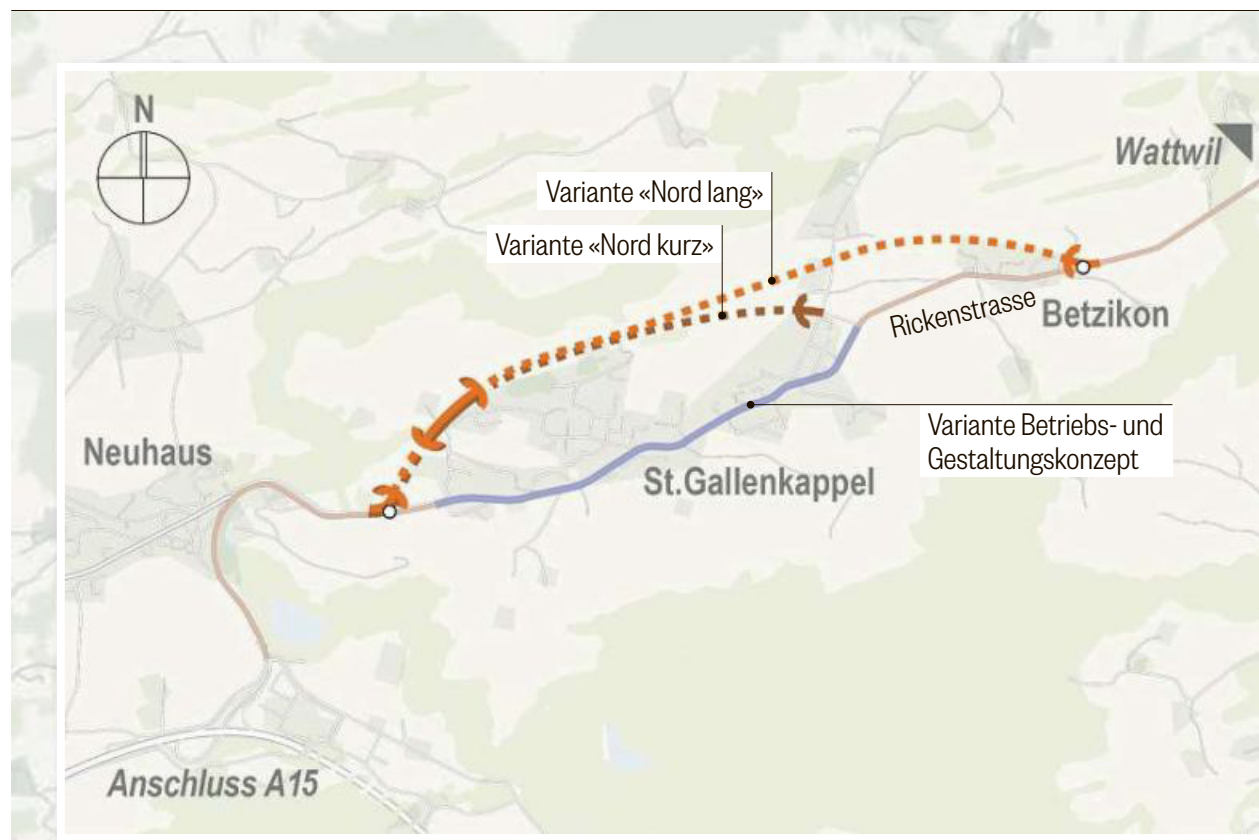 N
Wattwil
Variante «Nord lang»
Variante «Nord kurz»
Rickenstrasse
Betzikon
Variante Betriebs- und
Gestaltungskonzept
Neuhaus
St.Gallenkappel
Anschluss A15